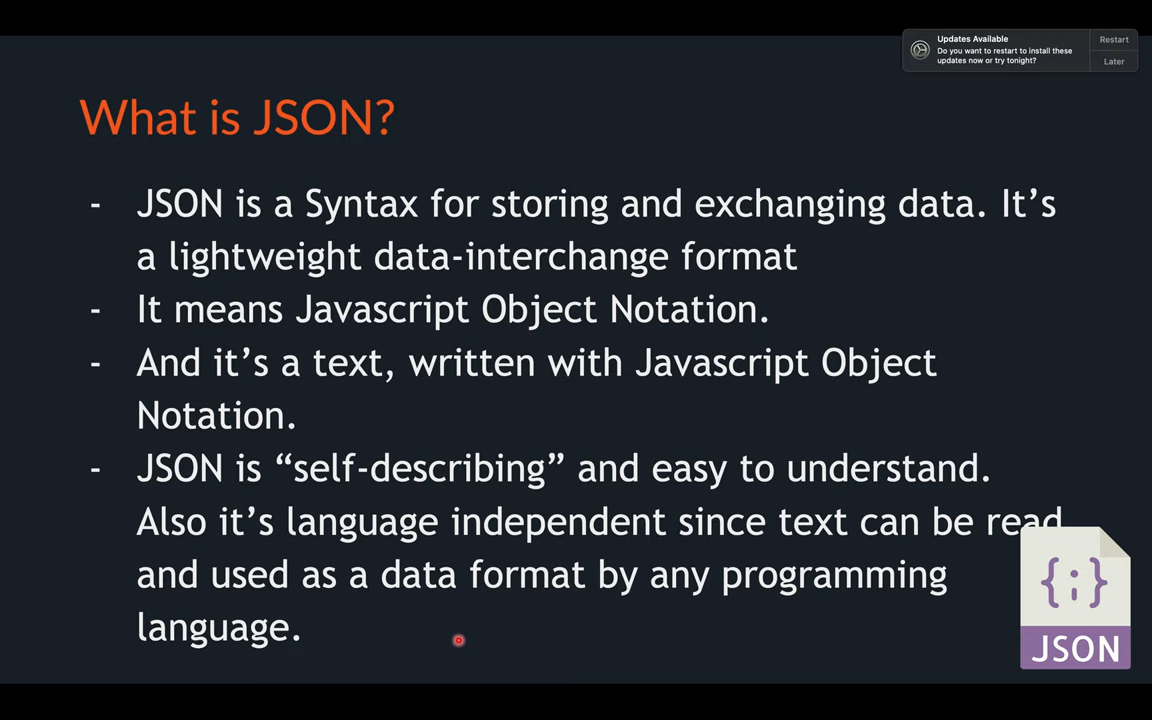 Updates Available
Restart
Do you want to restart to install these
updates now or try tonight?
Later
What is JSON?
- JSON is a Syntax for storing and exchanging data. It’s
a lightweight data-interchange format
- It means Javascript Object Notation.
- And it’s a text, written with Javascript Object
Notation.
- JSON is “self-describing” and easy to understand.
Also it’s language independent since text can be read
and used as a data format by any programming
language.
{;}
JSON